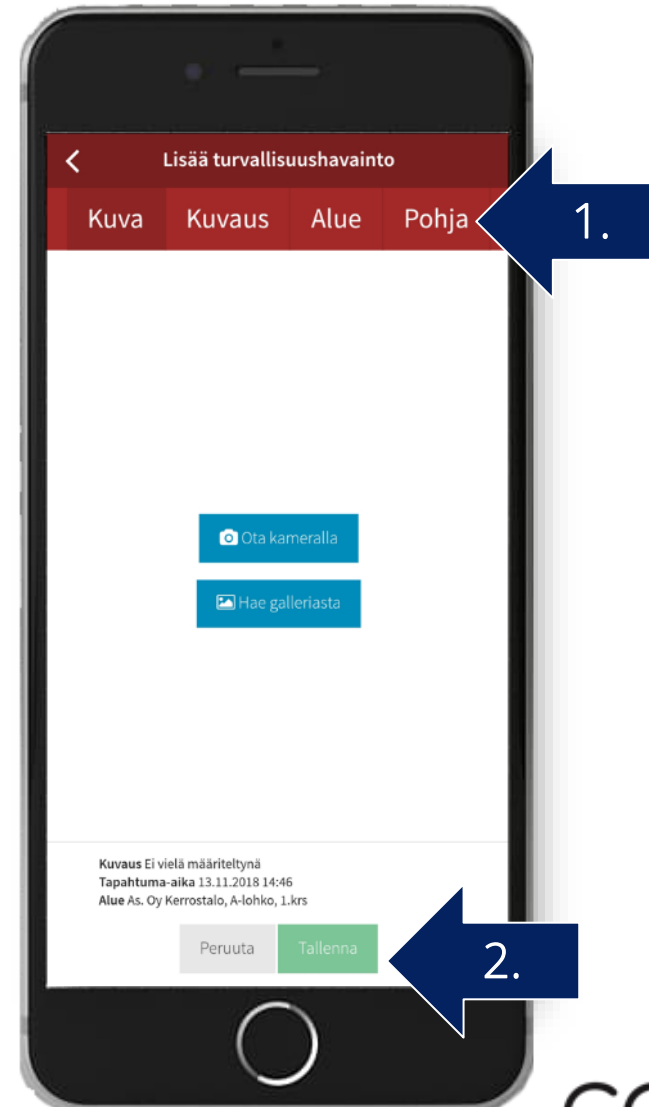 Lisää turvallisuushavainto
Kuva Kuvaus Alue Pohja
1.
Ota kameralla
Hae galleriasta
Kuvaus Ei vielä määriteltynä
Tapahtuma-aika 13.11.2018 14:46
Alue As. Oy Kerrostalo, A-lohko, 1.krs
Peruuta Tallenna
2.